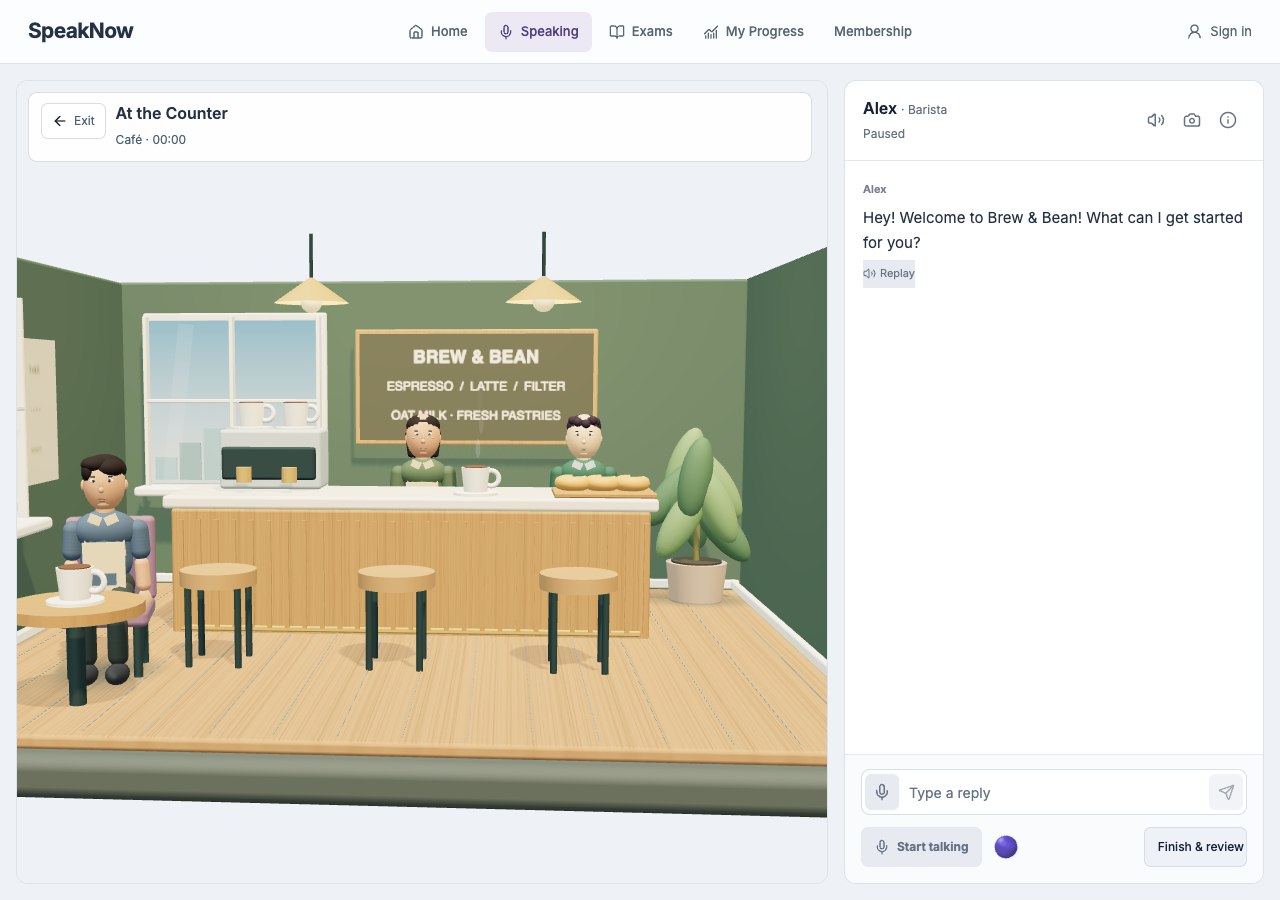 SpeakNow
Home
Speaking
Exams
My Progress
Membership
Sign in
Exit
At the Counter
Café · 00:00
BREW & BEAN
ESPRESSO / LATTE / FILTER
OAT MILK · FRESH PASTRIES
Alex · Barista
Paused
Alex
Hey! Welcome to Brew & Bean! What can I get started
for you?
Replay
Type a reply
Start talking
Finish & review